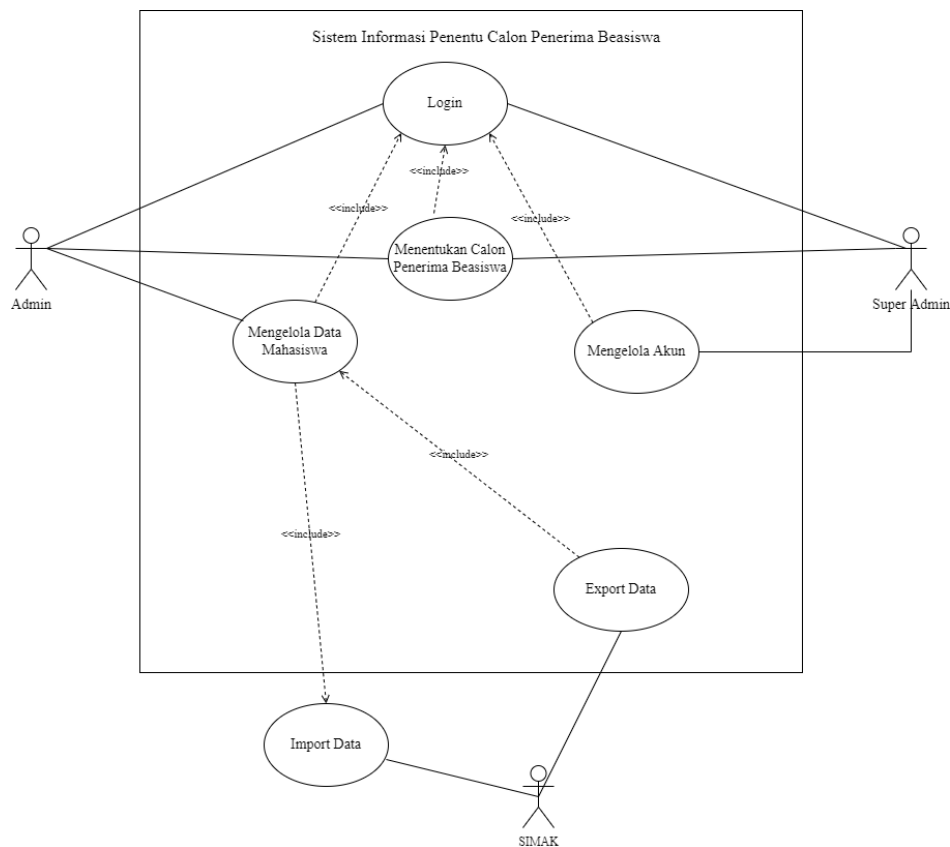 Sistem Informasi Penentu Calon Penerima Beasiswa
Login
<<include>>
<<include>>
<<include>>
Menentukan Calon
Penerima Beasiswa
Admin
Super Admin
Mengelola Data
Mahasiswa
Mengelola Akun
<<include>>
<<include>>
Export Data
Import Data
SIMAK